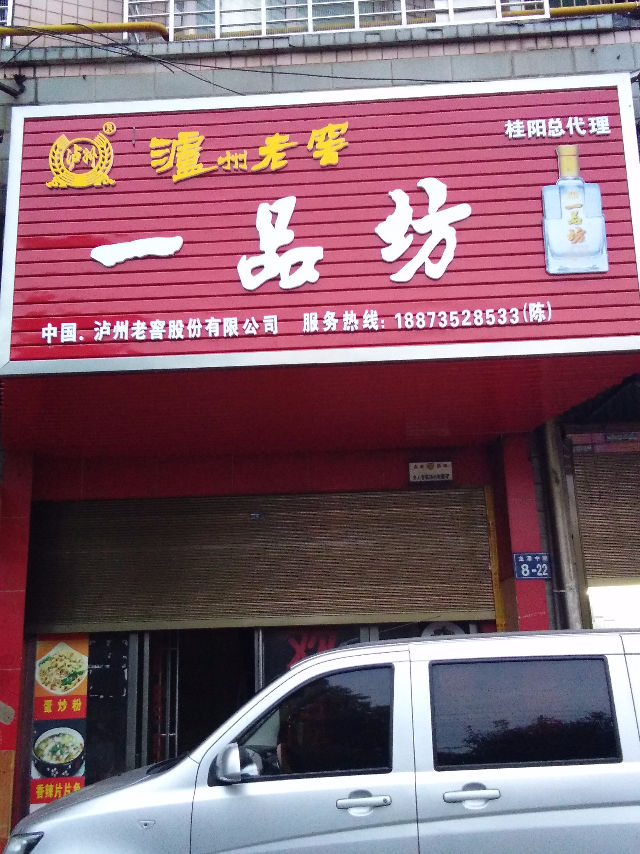 泸州®
泸州老窖
桂阳总代理
一品坊
一品坊
中国.泸州老窖股份有限公司 服务热线:18873528533(陈)
8-22
蛋炒粉
香辣片片鱼